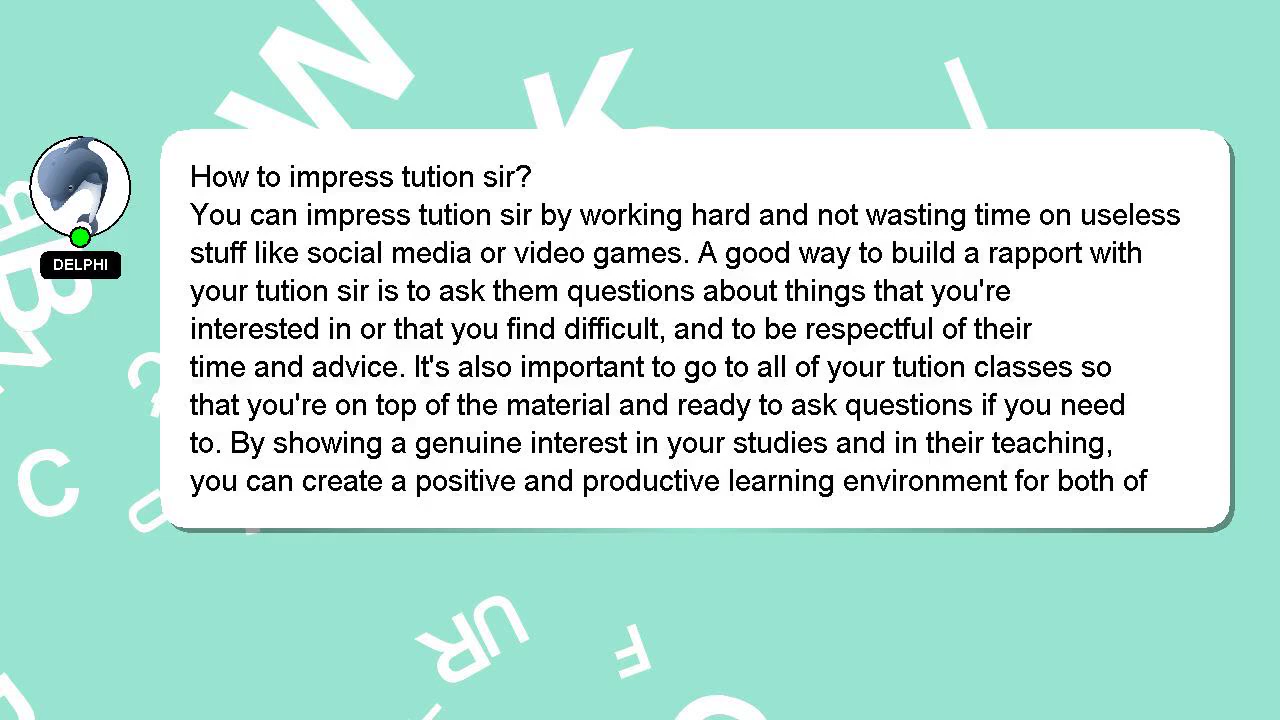 How to impress tution sir?
You can impress tution sir by working hard and not wasting time on useless
stuff like social media or video games. A good way to build a rapport with
your tution sir is to ask them questions about things that you're
interested in or that you find difficult, and to be respectful of their
time and advice. It's also important to go to all of your tution classes so
that you're on top of the material and ready to ask questions if you need
to. By showing a genuine interest in your studies and in their teaching,
you can create a positive and productive learning environment for both of
DELPHI